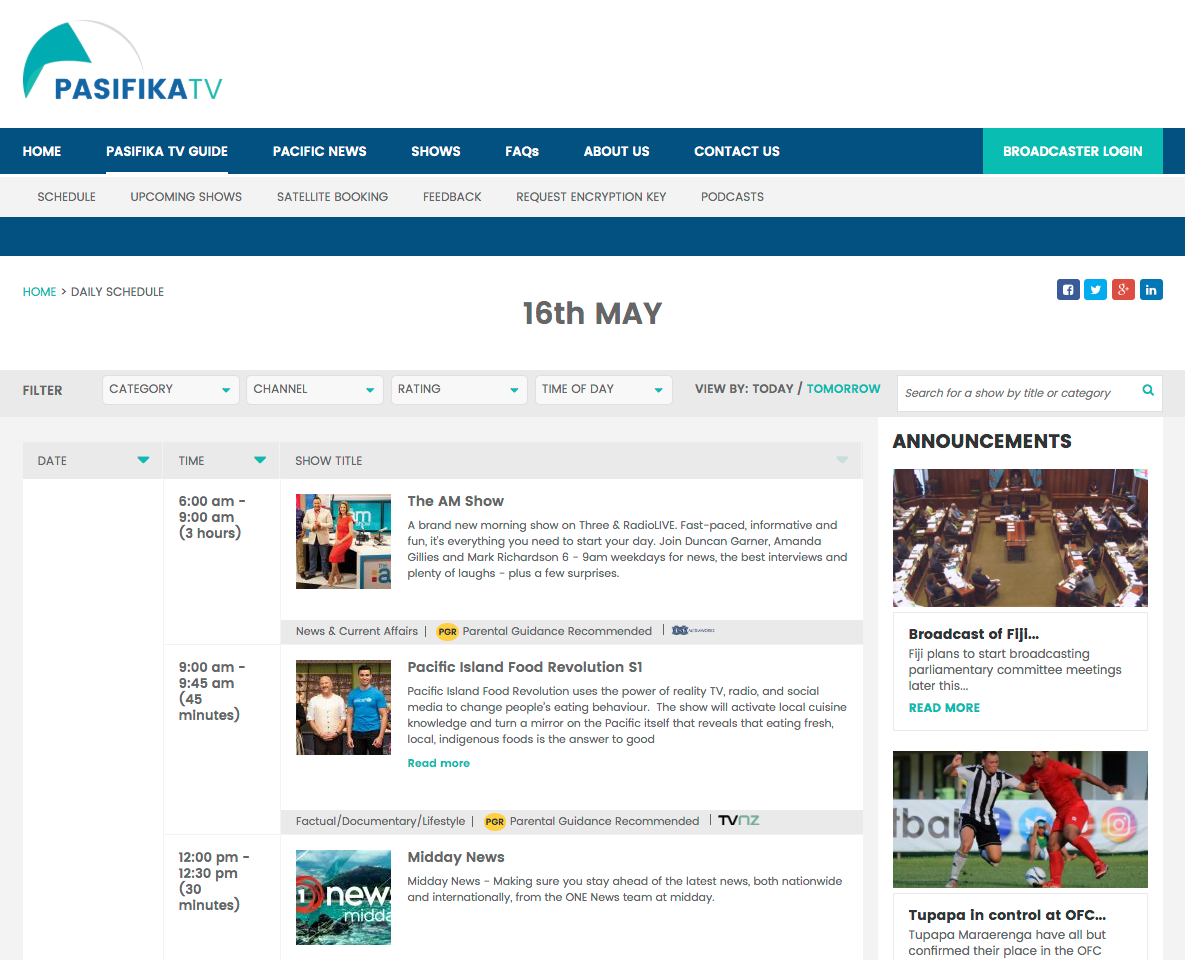 PASIFIKATV
HOME PASIFIKA TV GUIDE PACIFIC NEWS SHOWS FAQs ABOUT US CONTACT US BROADCASTER LOGIN
SCHEDULE UPCOMING SHOWS SATELLITE BOOKING FEEDBACK REQUEST ENCRYPTION KEY PODCASTS
HOME > DAILY SCHEDULE
16th MAY
FILTER CATEGORY CHANNEL RATING TIME OF DAY VIEW BY: TODAY / TOMORROW Search for a show by title or category
DATE TIME SHOW TITLE
6:00 am -
9:00 am
(3 hours)
The AM Show
A brand new morning show on Three & RadioLIVE. Fast-paced, informative and
fun, it's everything you need to start your day. Join Duncan Garner, Amanda
Gillies and Mark Richardson 6 - 9am weekdays for news, the best interviews and
plenty of laughs - plus a few surprises.
News & Current Affairs | PGR Parental Guidance Recommended |
9:00 am -
9:45 am
(45
minutes)
Pacific Island Food Revolution S1
Pacific Island Food Revolution uses the power of reality TV, radio, and social
media to change people's eating behaviour. The show will activate local cuisine
knowledge and turn a mirror on the Pacific itself that reveals that eating fresh,
local, indigenous foods is the answer to good
Read more
Factual/Documentary/Lifestyle | PGR Parental Guidance Recommended | TVNZ
12:00 pm -
12:30 pm
(30
minutes)
1 new
midda
Midday News
Midday News - Making sure you stay ahead of the latest news, both nationwide
and internationally, from the ONE News team at midday.
ANNOUNCEMENTS
Broadcast of Fiji...
Fiji plans to start broadcasting
parliamentary committee meetings
later this...
READ MORE
tbal
Tupapa in control at OFC...
Tupapa Maraerenga have all but
confirmed their place in the OFC